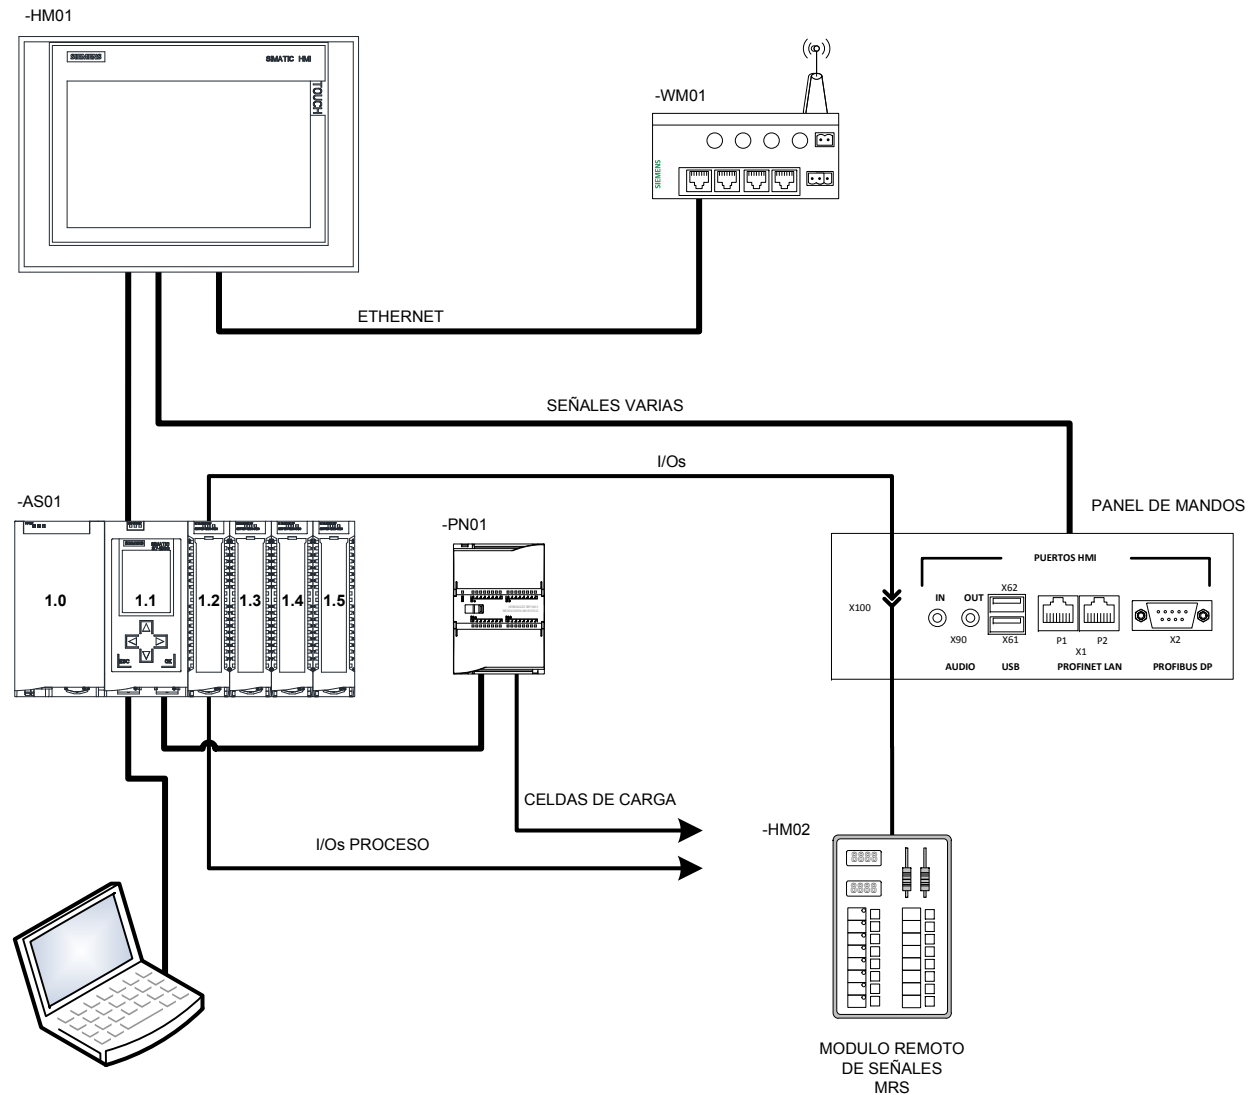 -HM01
SIEMENS
SIMATIC HMI
TOUCH
-WM01
SIEMENS
ETHERNET
SEÑALES VARIAS
I/Os
-AS01
-PN01
PANEL DE MANDOS
1.0
1.1
1.2
1.3
1.4
1.5
ESC
OK
PUERTOS HMI
X100
IN
OUT
X62
X90
X61
P1
P2
X1
X2
AUDIO
USB
PROFINET LAN
PROFIBUS DP
CELDAS DE CARGA
I/Os PROCESO
-HM02
8888
8888
MODULO REMOTO
DE SEÑALES
MRS